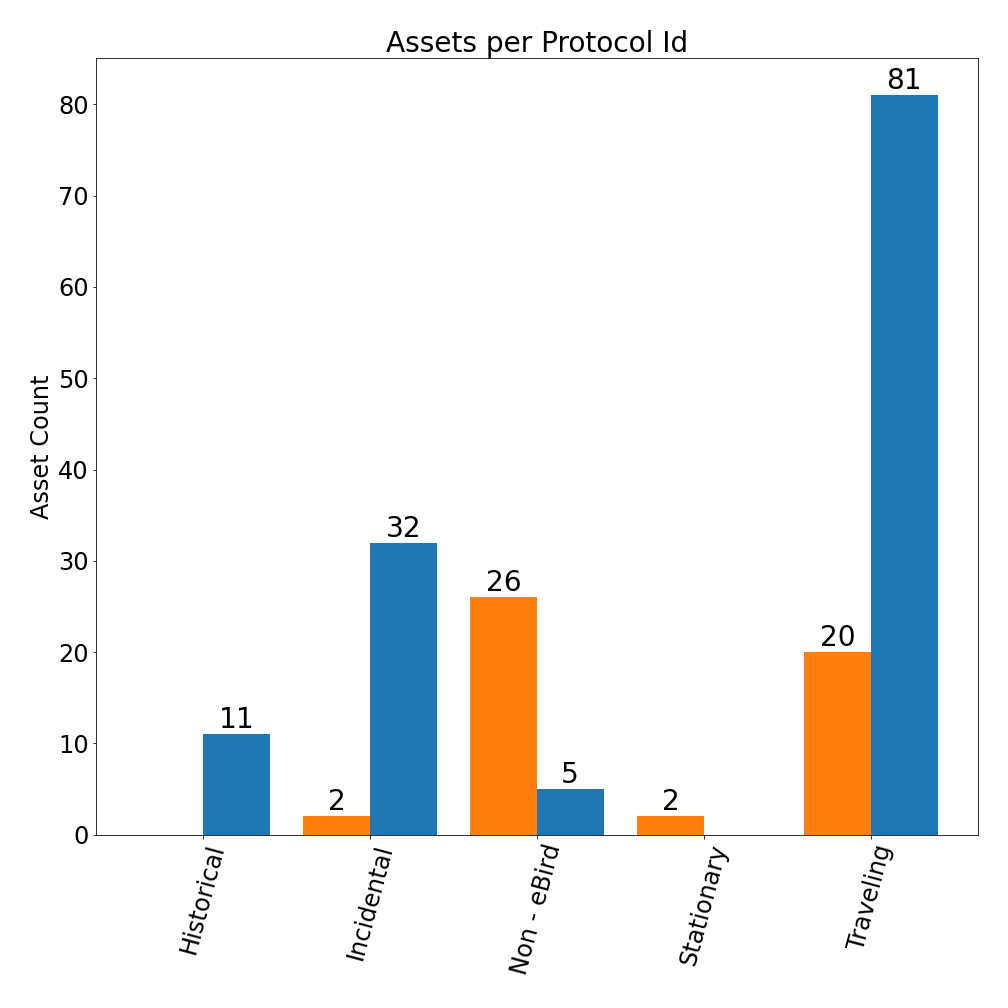 Assets per Protocol Id
Asset Count
80
70
60
50
40
30
20
10
0
11
2
32
26
5
2
20
81
Historical
Incidental
Non - eBird
Stationary
Traveling